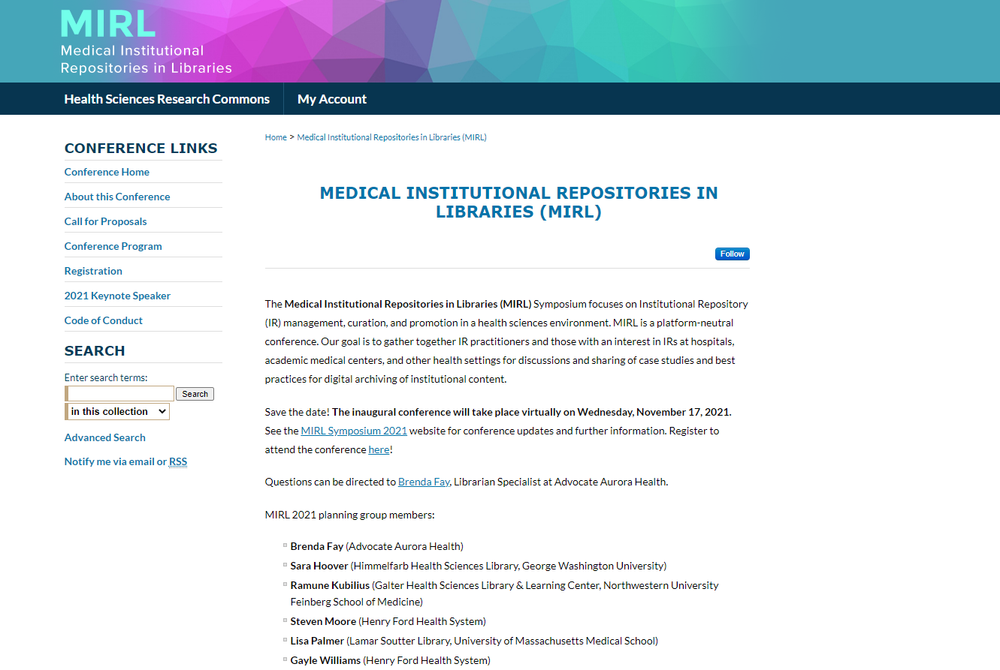 MIRL
Medical Institutional
Repositories in Libraries
Health Sciences Research Commons
My Account
CONFERENCE LINKS
Conference Home
About this Conference
Call for Proposals
Conference Program
Registration
2021 Keynote Speaker
Code of Conduct
SEARCH
Enter search terms:
Search
in this collection
Advanced Search
Notify me via email or RSS
Home > Medical Institutional Repositories in Libraries (MIRL)
MEDICAL INSTITUTIONAL REPOSITORIES IN
LIBRARIES (MIRL)
Follow
The Medical Institutional Repositories in Libraries (MIRL) Symposium focuses on Institutional Repository
(IR) management, curation, and promotion in a health sciences environment. MIRL is a platform-neutral
conference. Our goal is to gather together IR practitioners and those with an interest in IRs at hospitals,
academic medical centers, and other health settings for discussions and sharing of case studies and best
practices for digital archiving of institutional content.
Save the date! The inaugural conference will take place virtually on Wednesday, November 17, 2021.
See the MIRL Symposium 2021 website for conference updates and further information. Register to
attend the conference here!
Questions can be directed to Brenda Fay, Librarian Specialist at Advocate Aurora Health.
MIRL 2021 planning group members:
Brenda Fay (Advocate Aurora Health)
Sara Hoover (Himmelfarb Health Sciences Library, George Washington University)
Ramune Kubilius (Galter Health Sciences Library & Learning Center, Northwestern University
Feinberg School of Medicine)
Steven Moore (Henry Ford Health System)
Lisa Palmer (Lamar Soutter Library, University of Massachusetts Medical School)
Gayle Williams (Henry Ford Health System)